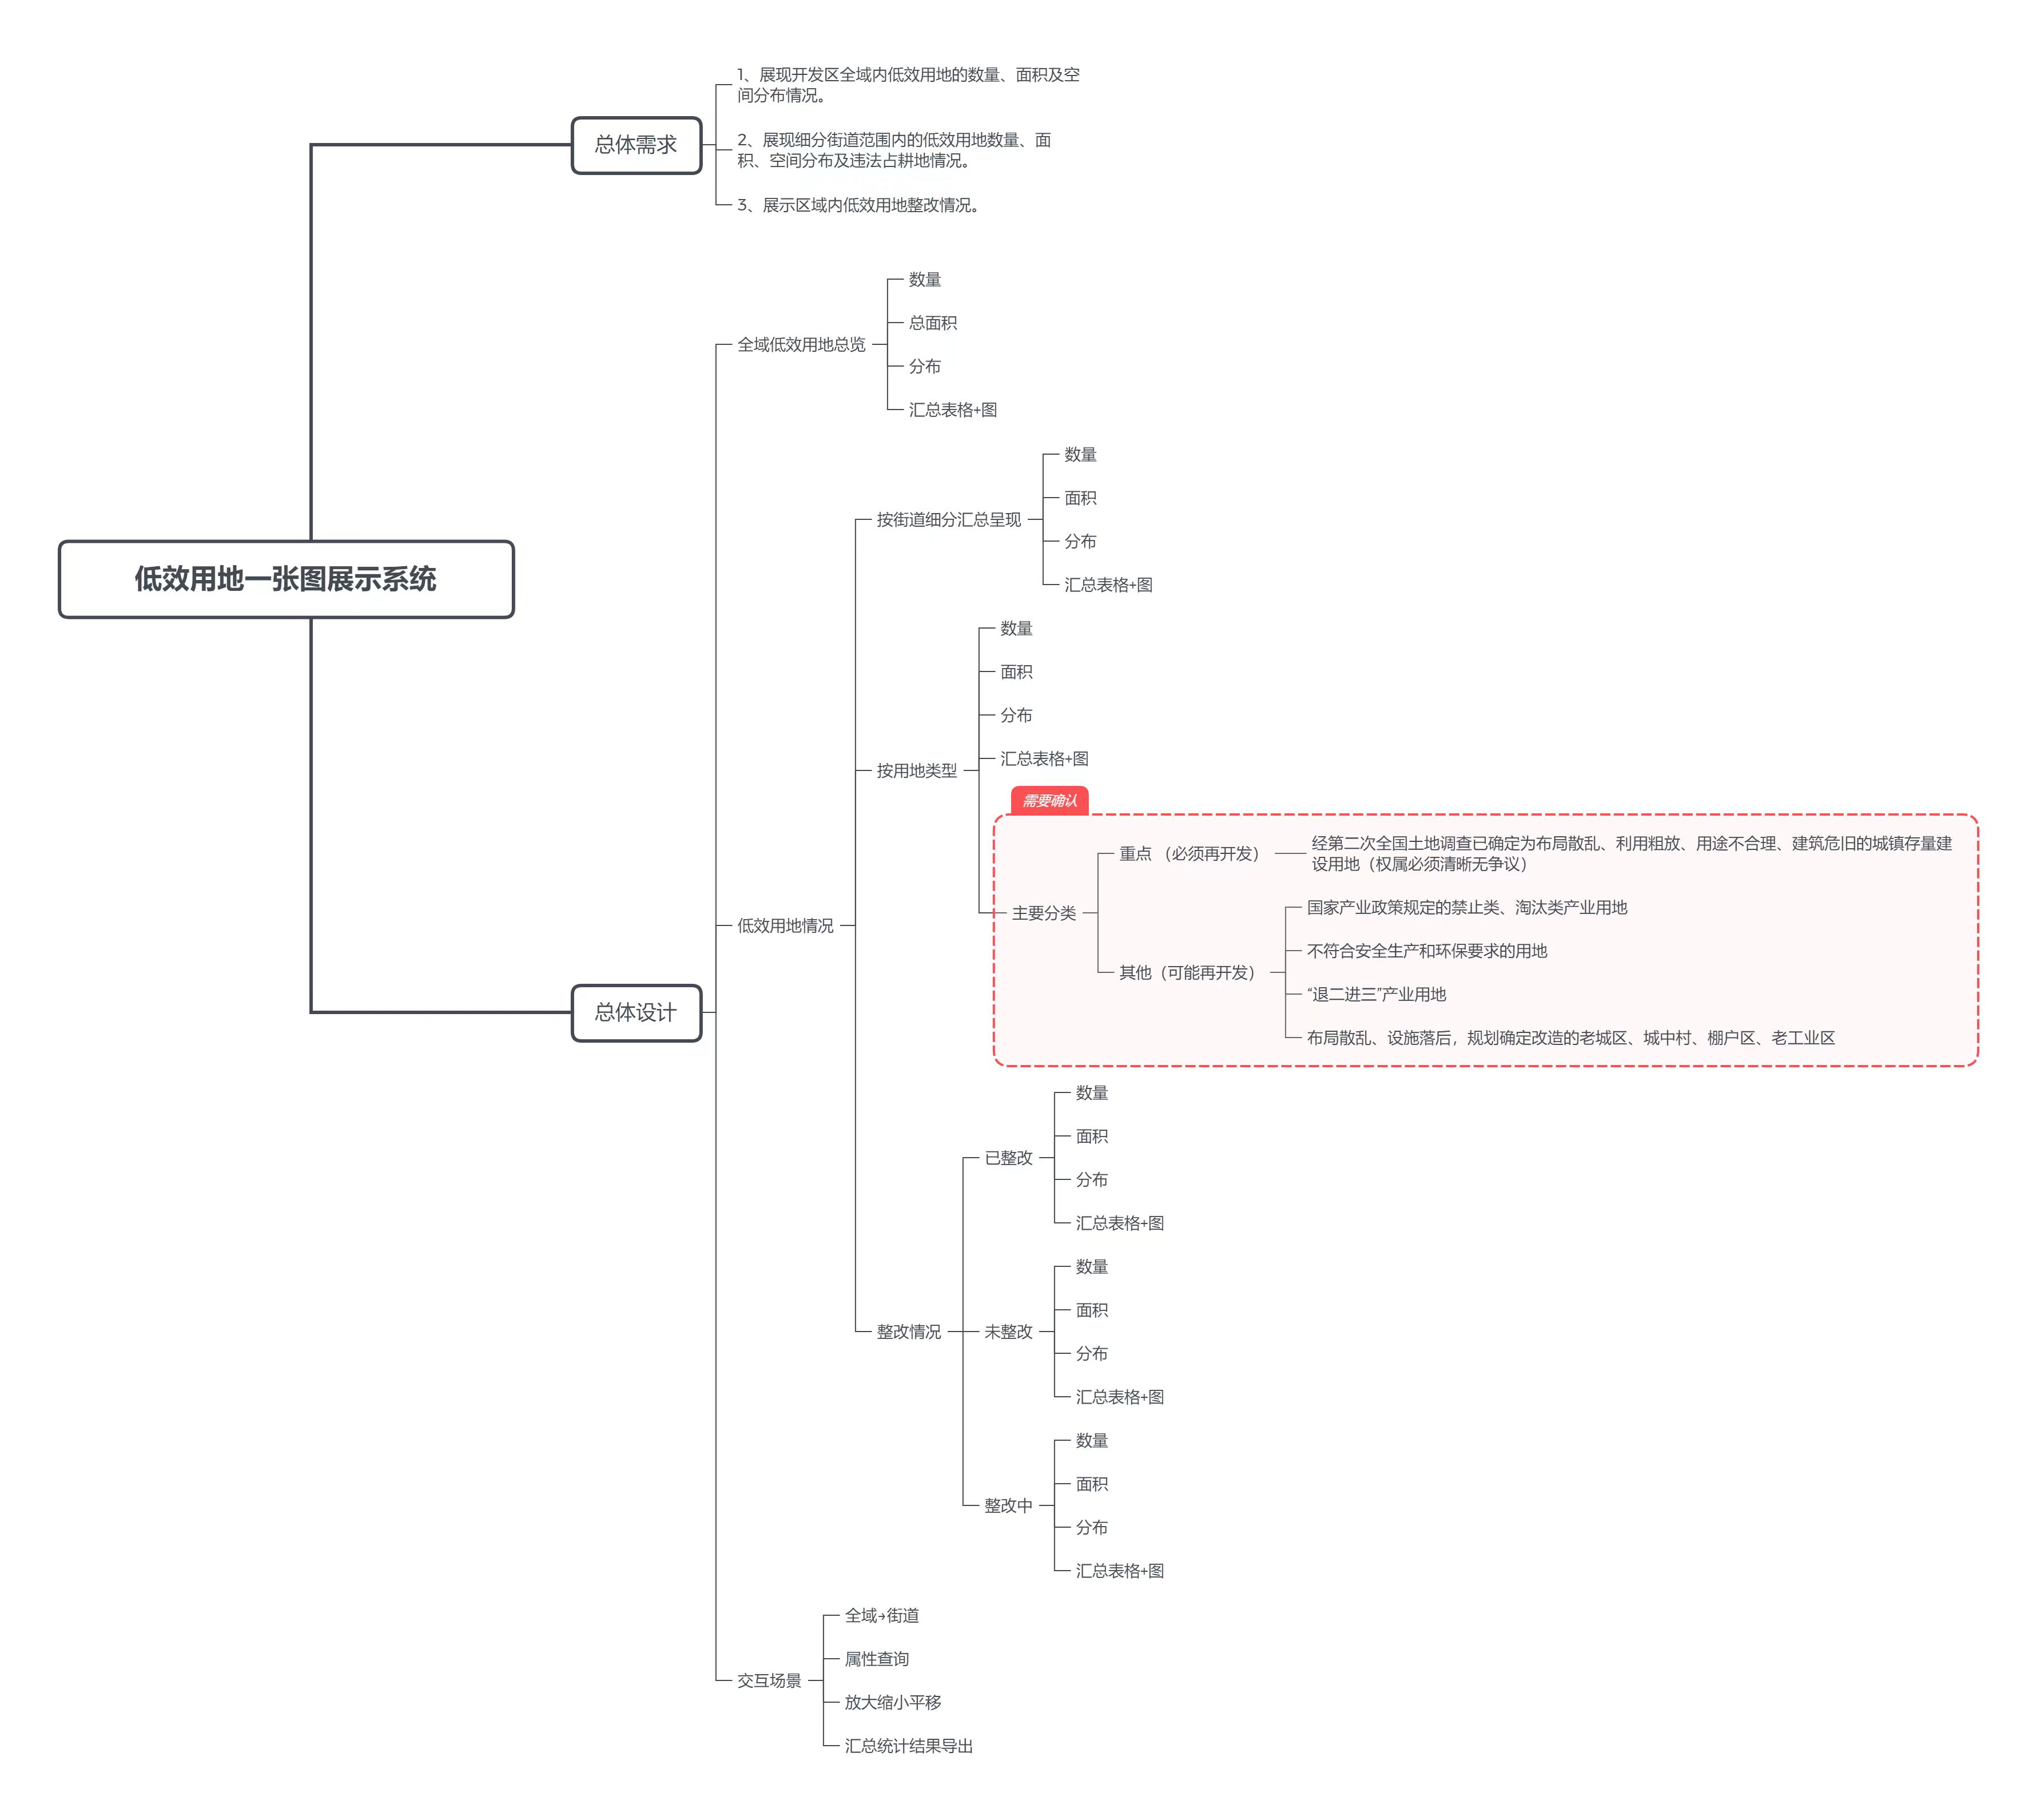 1、展现开发区全域内低效用地的数量、面积及空
间分布情况。
总体需求
2、展现细分街道范围内的低效用地数量、面
积、空间分布及违法占耕地情况。
3、展示区域内低效用地整改情况。
数量
总面积
全域低效用地总览
分布
汇总表格+图
数量
面积
按街道细分汇总呈现
分布
汇总表格+图
低效用地一张图展示系统
数量
面积
分布
汇总表格+图
按用地类型
需要确认
重点 （必须再开发）
经第二次全国土地调查已确定为布局散乱、利用粗放、用途不合理、建筑危旧的城镇存量建
设用地（权属必须清晰无争议）
主要分类
国家产业政策规定的禁止类、淘汰类产业用地
不符合安全生产和环保要求的用地
其他（可能再开发）
“退二进三”产业用地
布局散乱、设施落后，规划确定改造的老城区、城中村、棚户区、老工业区
低效用地情况
总体设计
数量
面积
已整改
分布
汇总表格+图
数量
面积
整改情况
未整改
分布
汇总表格+图
数量
面积
整改中
分布
汇总表格+图
全域→街道
属性查询
交互场景
放大缩小平移
汇总统计结果导出